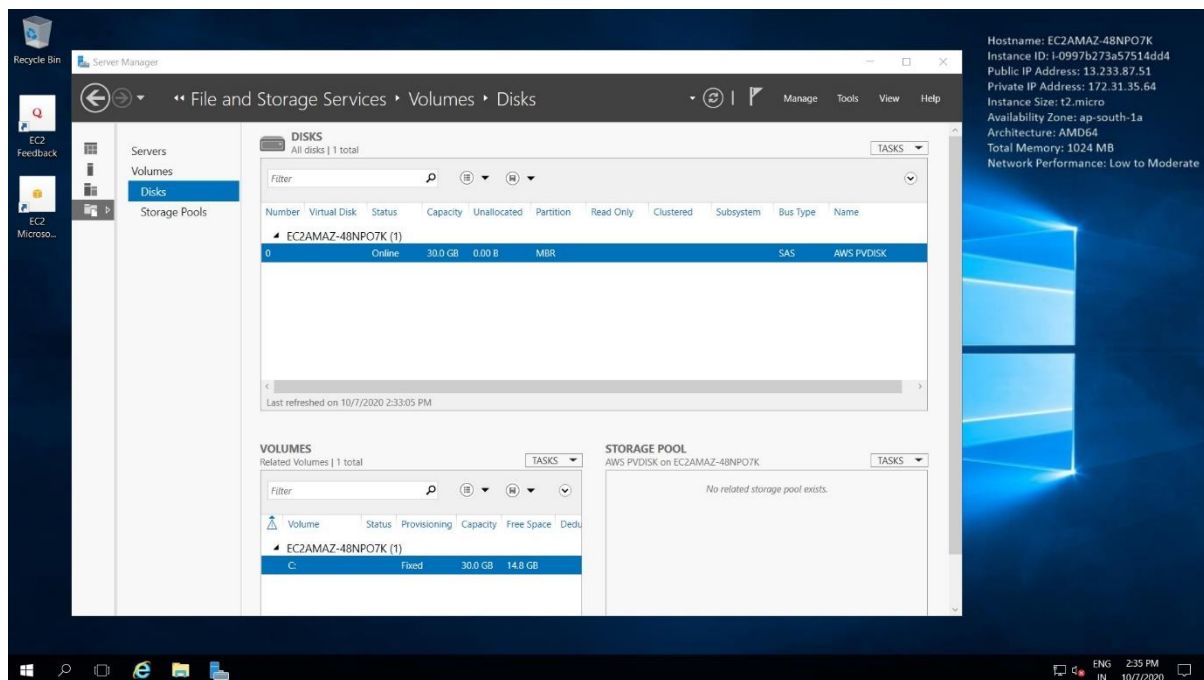 Recycle Bin
EC2
Feedback
EC2
Microso...
Server Manager
File and Storage Services Volumes Disks
Manage Tools View Help
Servers
Volumes
Disks
Storage Pools
DISKS
All disks | 1 total
TASKS
Filter
Number Virtual Disk Status Capacity Unallocated Partition Read Only Clustered Subsystem Bus Type Name
EC2AMAZ-48NPO7K (1)
0 Online 30.0 GB 0.00 B MBR SAS AWS PVDISK
Last refreshed on 10/7/2020 2:33:05 PM
VOLUMES
Related Volumes | 1 total
TASKS
Filter
Volume Status Provisioning Capacity Free Space Dedu
EC2AMAZ-48NPO7K (1)
C: Fixed 30.0 GB 14.8 GB
STORAGE POOL
AWS PVDISK on EC2AMAZ-48NPO7K
TASKS
No related storage pool exists.
Hostname: EC2AMAZ-48NPO7K
Instance ID: i-0997b273a57514dd4
Public IP Address: 13.233.87.51
Private IP Address: 172.31.35.64
Instance Size: t2.micro
Availability Zone: ap-south-1a
Architecture: AMD64
Total Memory: 1024 MB
Network Performance: Low to Moderate
ENG 2:35 PM
IN 10/7/2020